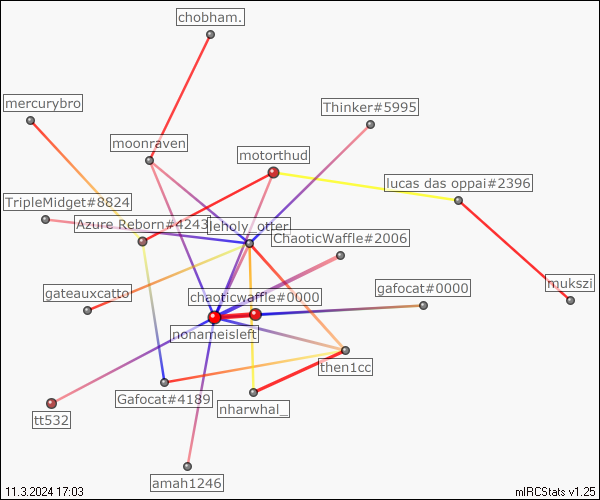 chobham.
mercurybro
Thinker#5995
moonraven
motorthud
lucas das oppai#2396
TripleMidget#8824
Azure Reborn#4243
leholy_otter
ChaoticWaffle#2006
mukszi
gateauxcatto
chaoticwaffle#0000
gafocat#0000
nonameisleft
then1cc
Gafocat#4189
nharwhal_
tt532
amah1246
11.3.2024 17:03
mIRCStats v1.25